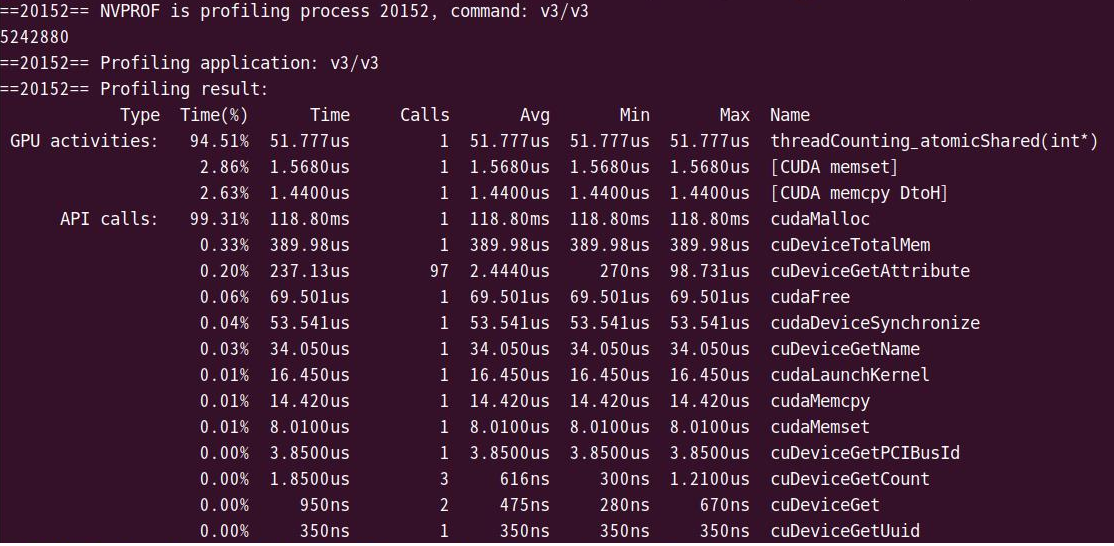 ==20152== NVPROF is profiling process 20152, command: v3/v3
5242880
==20152== Profiling application: v3/v3
==20152== Profiling result:
Type Time(%) Time Calls Avg Min Max Name
GPU activities: 94.51% 51.777us 1 51.777us 51.777us 51.777us threadCounting_atomicShared(int*)
2.86% 1.5680us 1 1.5680us 1.5680us 1.5680us [CUDA memset]
2.63% 1.4400us 1 1.4400us 1.4400us 1.4400us [CUDA memcpy DtoH]
API calls: 99.31% 118.80ms 1 118.80ms 118.80ms 118.80ms cudaMalloc
0.33% 389.98us 1 389.98us 389.98us 389.98us cuDeviceTotalMem
0.20% 237.13us 97 2.4440us 270ns 98.731us cuDeviceGetAttribute
0.06% 69.501us 1 69.501us 69.501us 69.501us cudaFree
0.04% 53.541us 1 53.541us 53.541us 53.541us cudaDeviceSynchronize
0.03% 34.050us 1 34.050us 34.050us 34.050us cuDeviceGetName
0.01% 16.450us 1 16.450us 16.450us 16.450us cudaLaunchKernel
0.01% 14.420us 1 14.420us 14.420us 14.420us cudaMemcpy
0.01% 8.0100us 1 8.0100us 8.0100us 8.0100us cudaMemset
0.00% 3.8500us 1 3.8500us 3.8500us 3.8500us cuDeviceGetPCIBusId
0.00% 1.8500us 3 616ns 300ns 1.2100us cuDeviceGetCount
0.00% 950ns 2 475ns 280ns 670ns cuDeviceGet
0.00% 350ns 1 350ns 350ns 350ns cuDeviceGetUuid